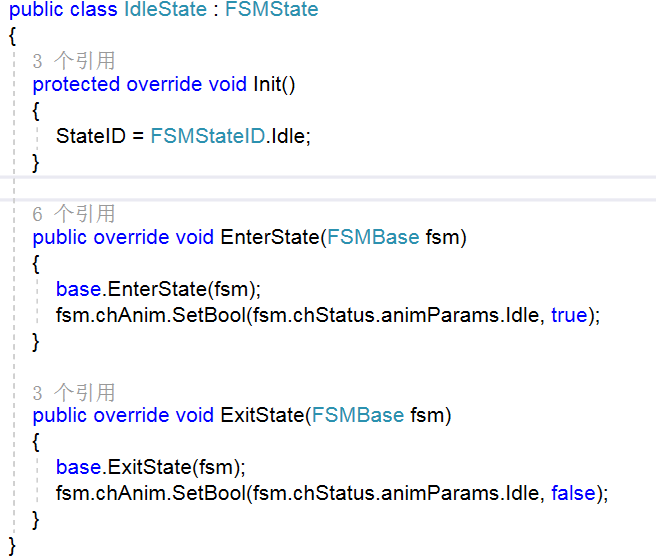 public class IdleState : FSMState
{
3 个引用
protected override void Init()
{
StateID = FSMStateID.Idle;
}
6 个引用
public override void EnterState(FSMBase fsm)
{
base.EnterState(fsm);
fsm.chAnim.SetBool(fsm.chStatus.animParams.Idle, true);
}
3 个引用
public override void ExitState(FSMBase fsm)
{
base.ExitState(fsm);
fsm.chAnim.SetBool(fsm.chStatus.animParams.Idle, false);
}
}